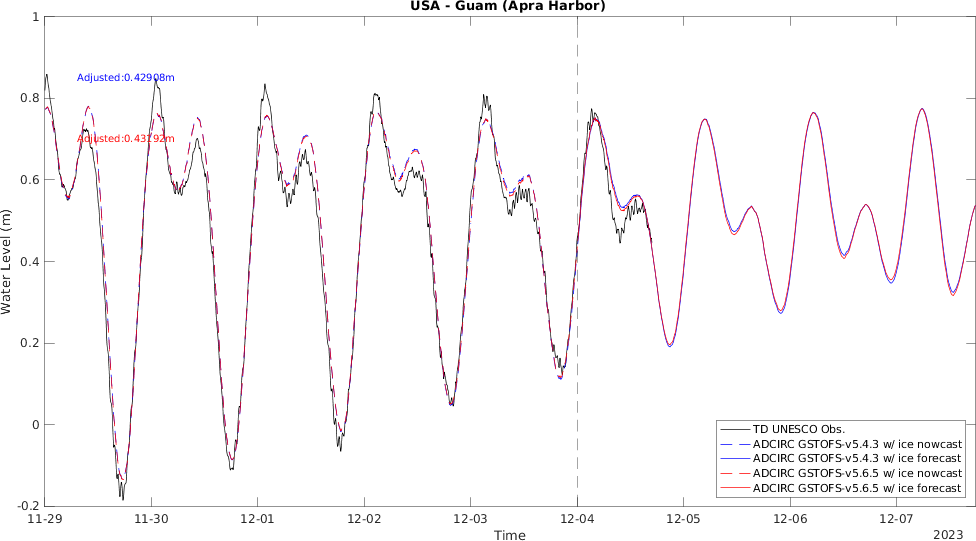 USA - Guam (Apra Harbor)
1
0.8
0.6
0.4
0.2
0
-0.2
Water Level (m)
Adjusted:0.42908m
Adjusted:0.43192m
TD UNESCO Obs.
ADCIRC GSTOFS-v5.4.3 w/ ice nowcast
ADCIRC GSTOFS-v5.4.3 w/ ice forecast
ADCIRC GSTOFS-v5.6.5 w/ ice nowcast
ADCIRC GSTOFS-v5.6.5 w/ ice forecast
11-29 11-30 12-01 12-02 12-03 12-04 12-05 12-06 12-07
Time
2023